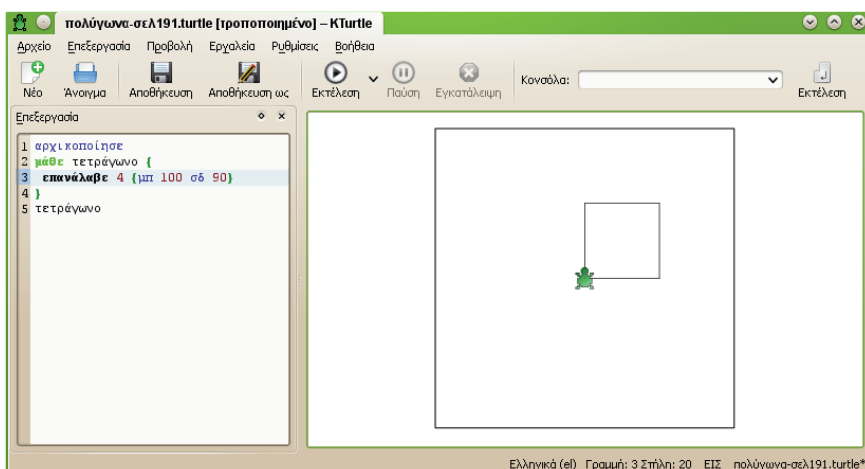 πολύγωνα-σελ191.turtle [τροποποιημένο] – KTurtle
Αρχείο Επεξεργασία Προβολή Εργαλεία Ρυθμίσεις Βοήθεια
Νέο Άνοιγμα Αποθήκευση Αποθήκευση ως Εκτέλεση Παύση Εγκατάλειψη Κονσόλα: Εκτέλεση
Επεξεργασία
1 αρχικοποίησε
2 μάθε τετράγωνο {
3 επανάλαβε 4 {μπ 100 σδ 90}
4 }
5 τετράγωνο
Ελληνικά (el) Γραμμή: 3 Στήλη: 20 ΕΙΣ πολύγωνα-σελ191.turtle*